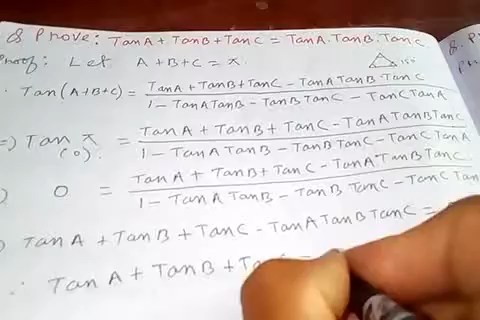 & Prove: TanA + TanB + TanC = TanA. TanB. TanC
Proof: Let A+B+C = π.
Tan(A+B+C) = TanA + TanB + TanC - TanA TanB TanC
1 - TanA TanB - TanB TanC - TanC TanA
=) Tan π = TanA + TanB + TanC - TanA TanB TanC
(0). 1 - TanA TanB - TanB TanC - TanC TanA
) 0 = TanA + TanB + TanC - TanA TanB TanC
1 - TanA TanB - TanB TanC - TanC Tan
) TanA + TanB + TanC - TanA TanB TanC =
∴ TanA + TanB +